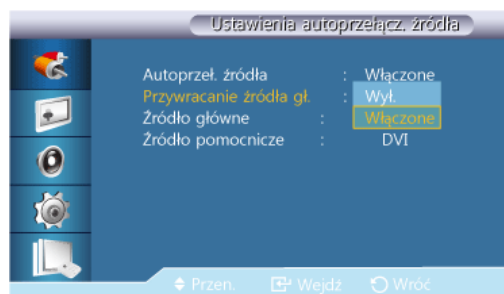 Ustawienia autoprzełącz. źródła
Autoprzeł. źródła : Włączone
Przywracanie źródła gł. : Wył.
Źródło główne : Włączone
Źródło pomocnicze : DVI
Przen. Wejdź Wróć